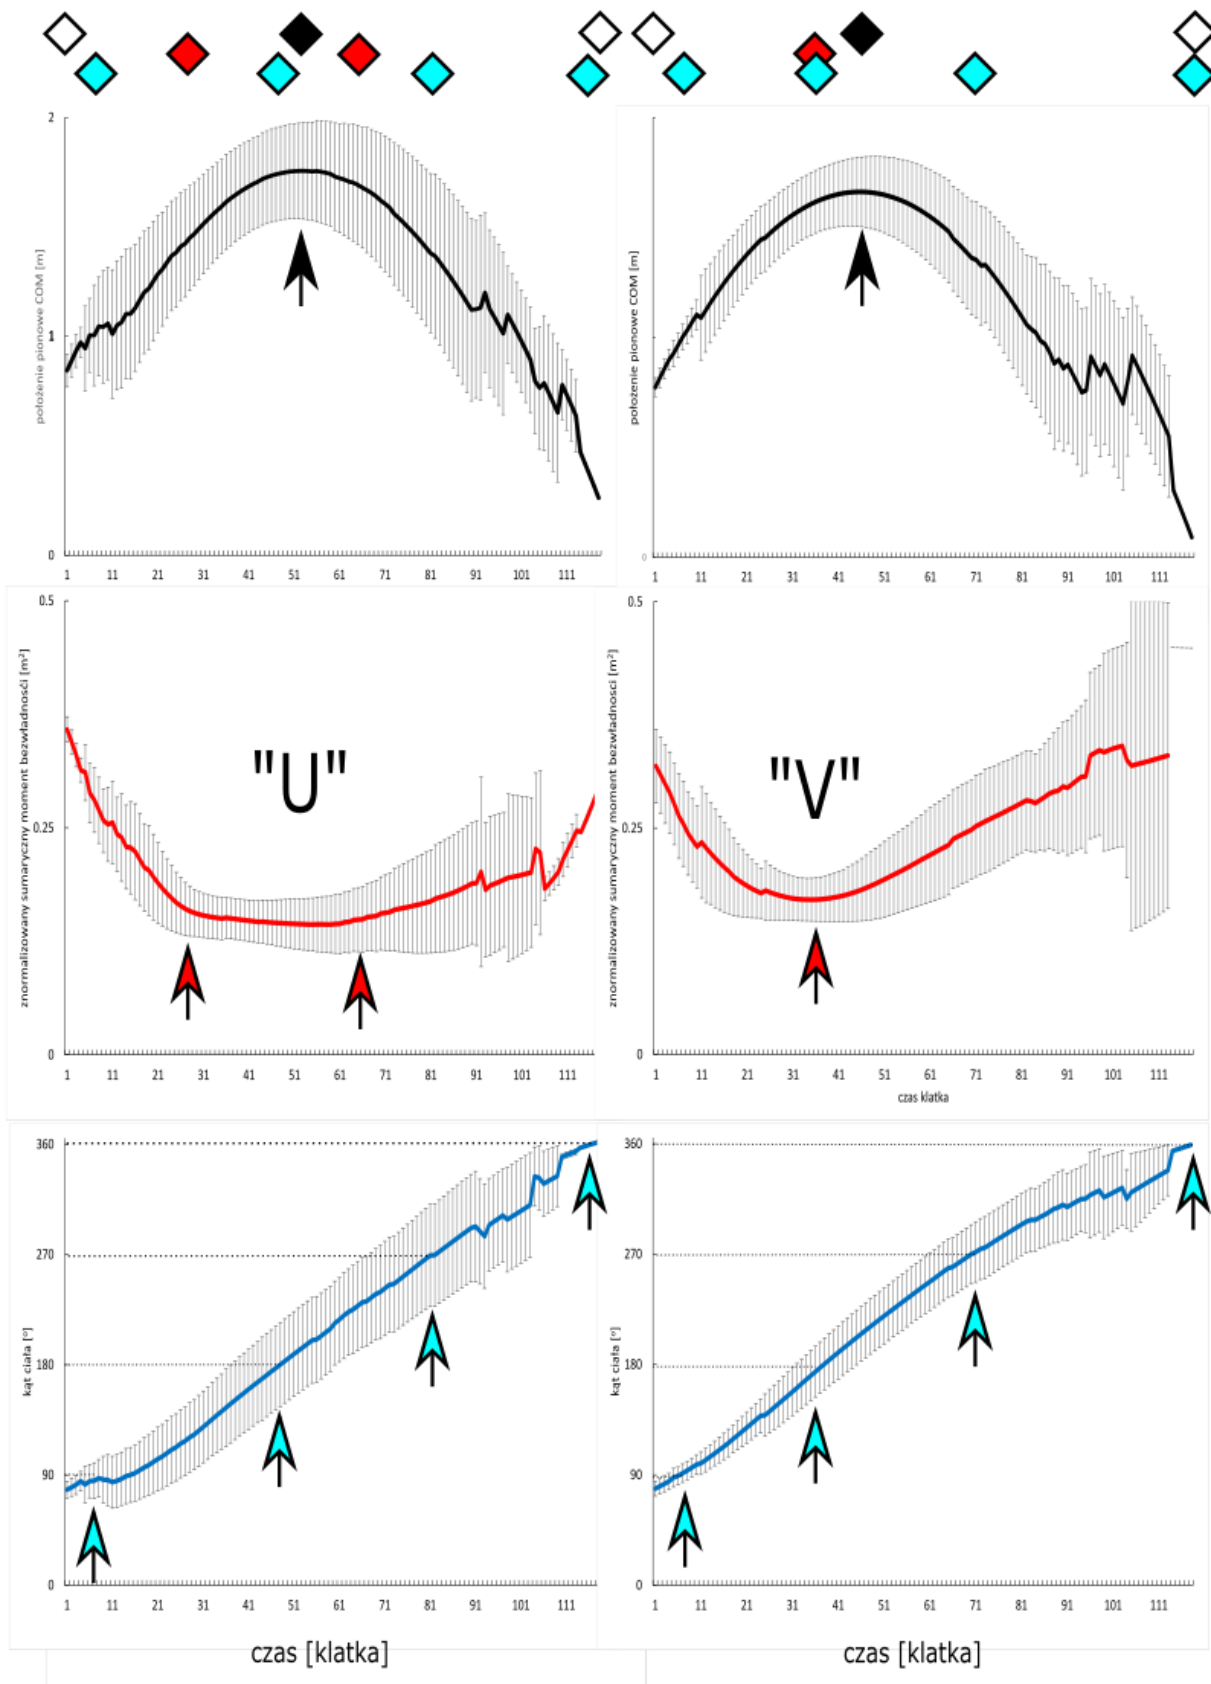 2
1
0
położenie pionowe COM [m]
1 11 21 31 41 51 61 71 81 91 101 111
0
położenie pionowe COM [m]
1 11 21 31 41 51 61 71 81 91 101 111
0.5
0.25
0
znormalizowany sumaryczny moment bezwładności [m²]
"U"
1 11 21 31 41 51 61 71 81 91 101 111
0.5
0.25
0
znormalizowany sumaryczny moment bezwładności [m²]
"V"
1 11 21 31 41 51 61 71 81 91 101 111
czas klatka
360
270
180
90
0
kąt ciała [°]
1 11 21 31 41 51 61 71 81 91 101 111
czas [klatka]
360
270
180
90
0
kąt ciała [°]
1 11 21 31 41 51 61 71 81 91 101 111
czas [klatka]